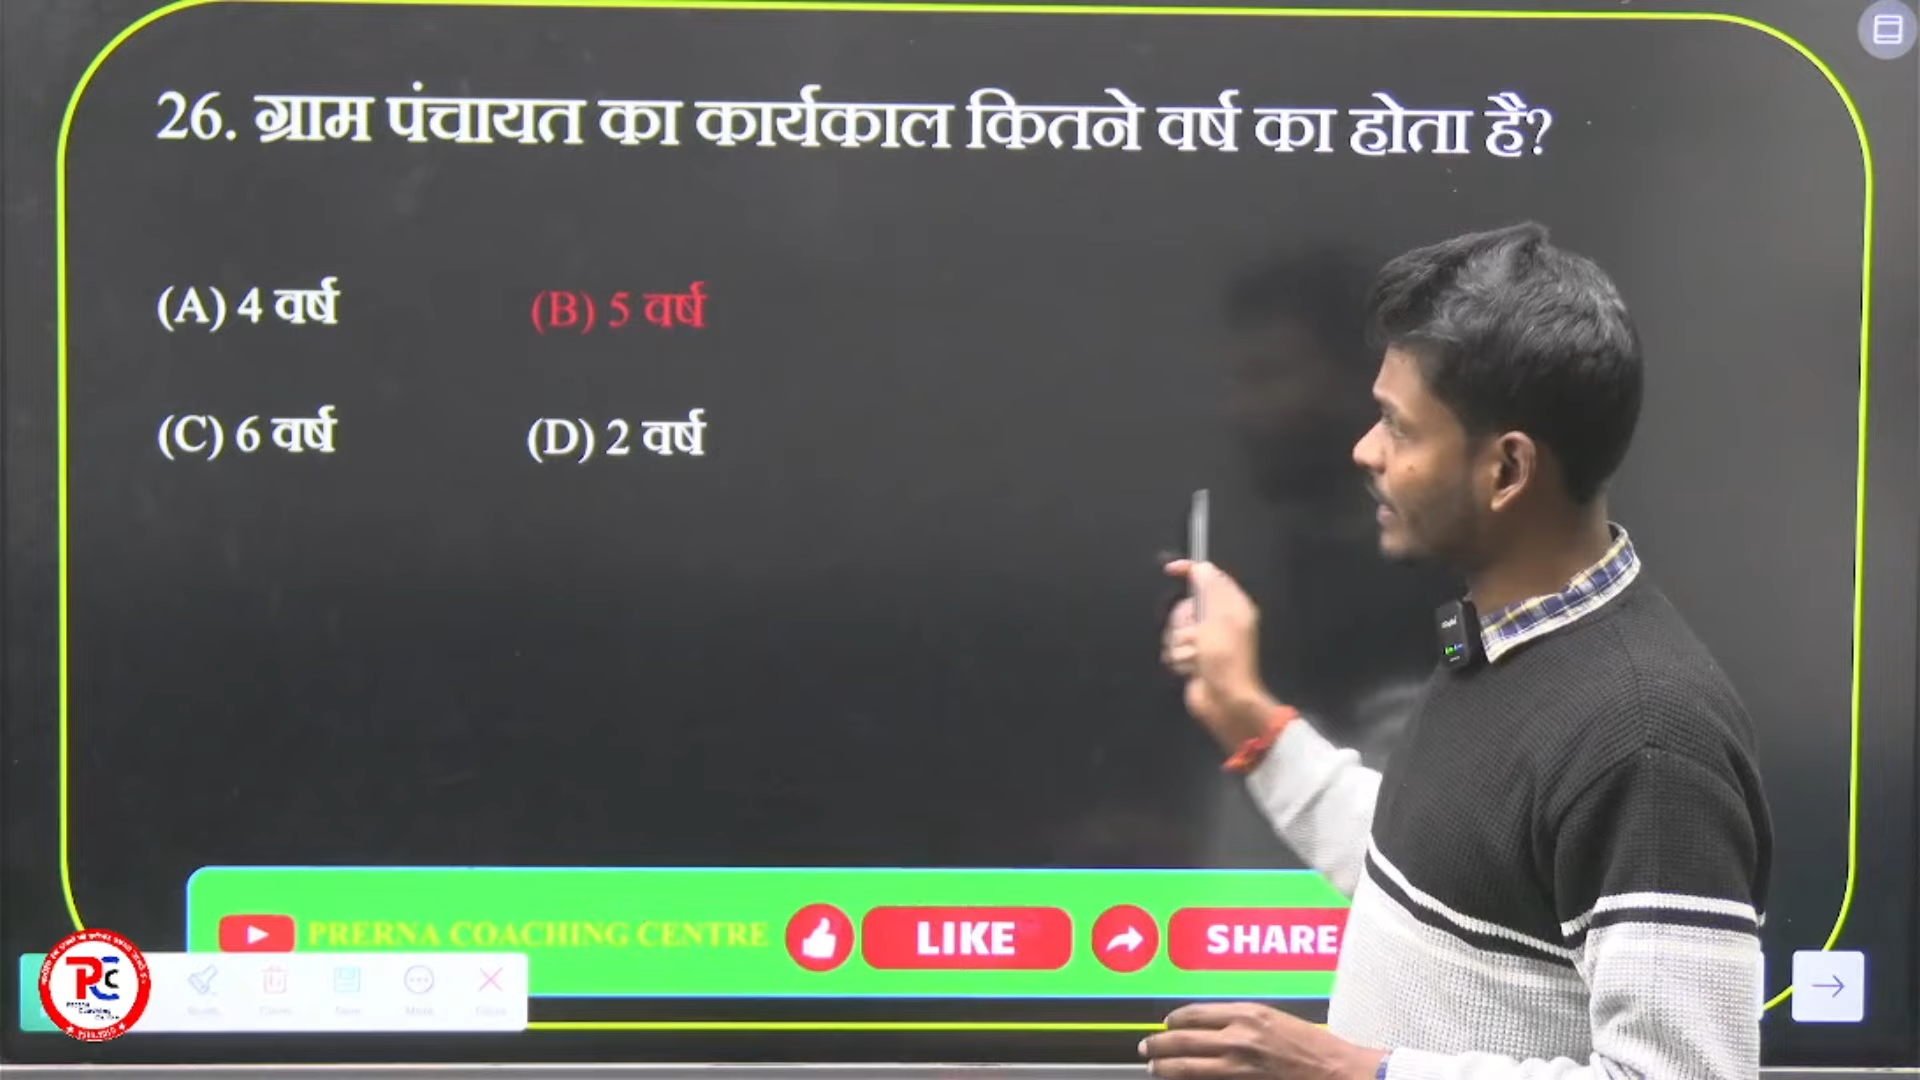 26. ग्राम पंचायत का कार्यकाल कितने वर्ष का होता है?
(A) 4 वर्ष
(B) 5 वर्ष
(C) 6 वर्ष
(D) 2 वर्ष
PRERNA COACHING CENTRE
LIKE
SHARE